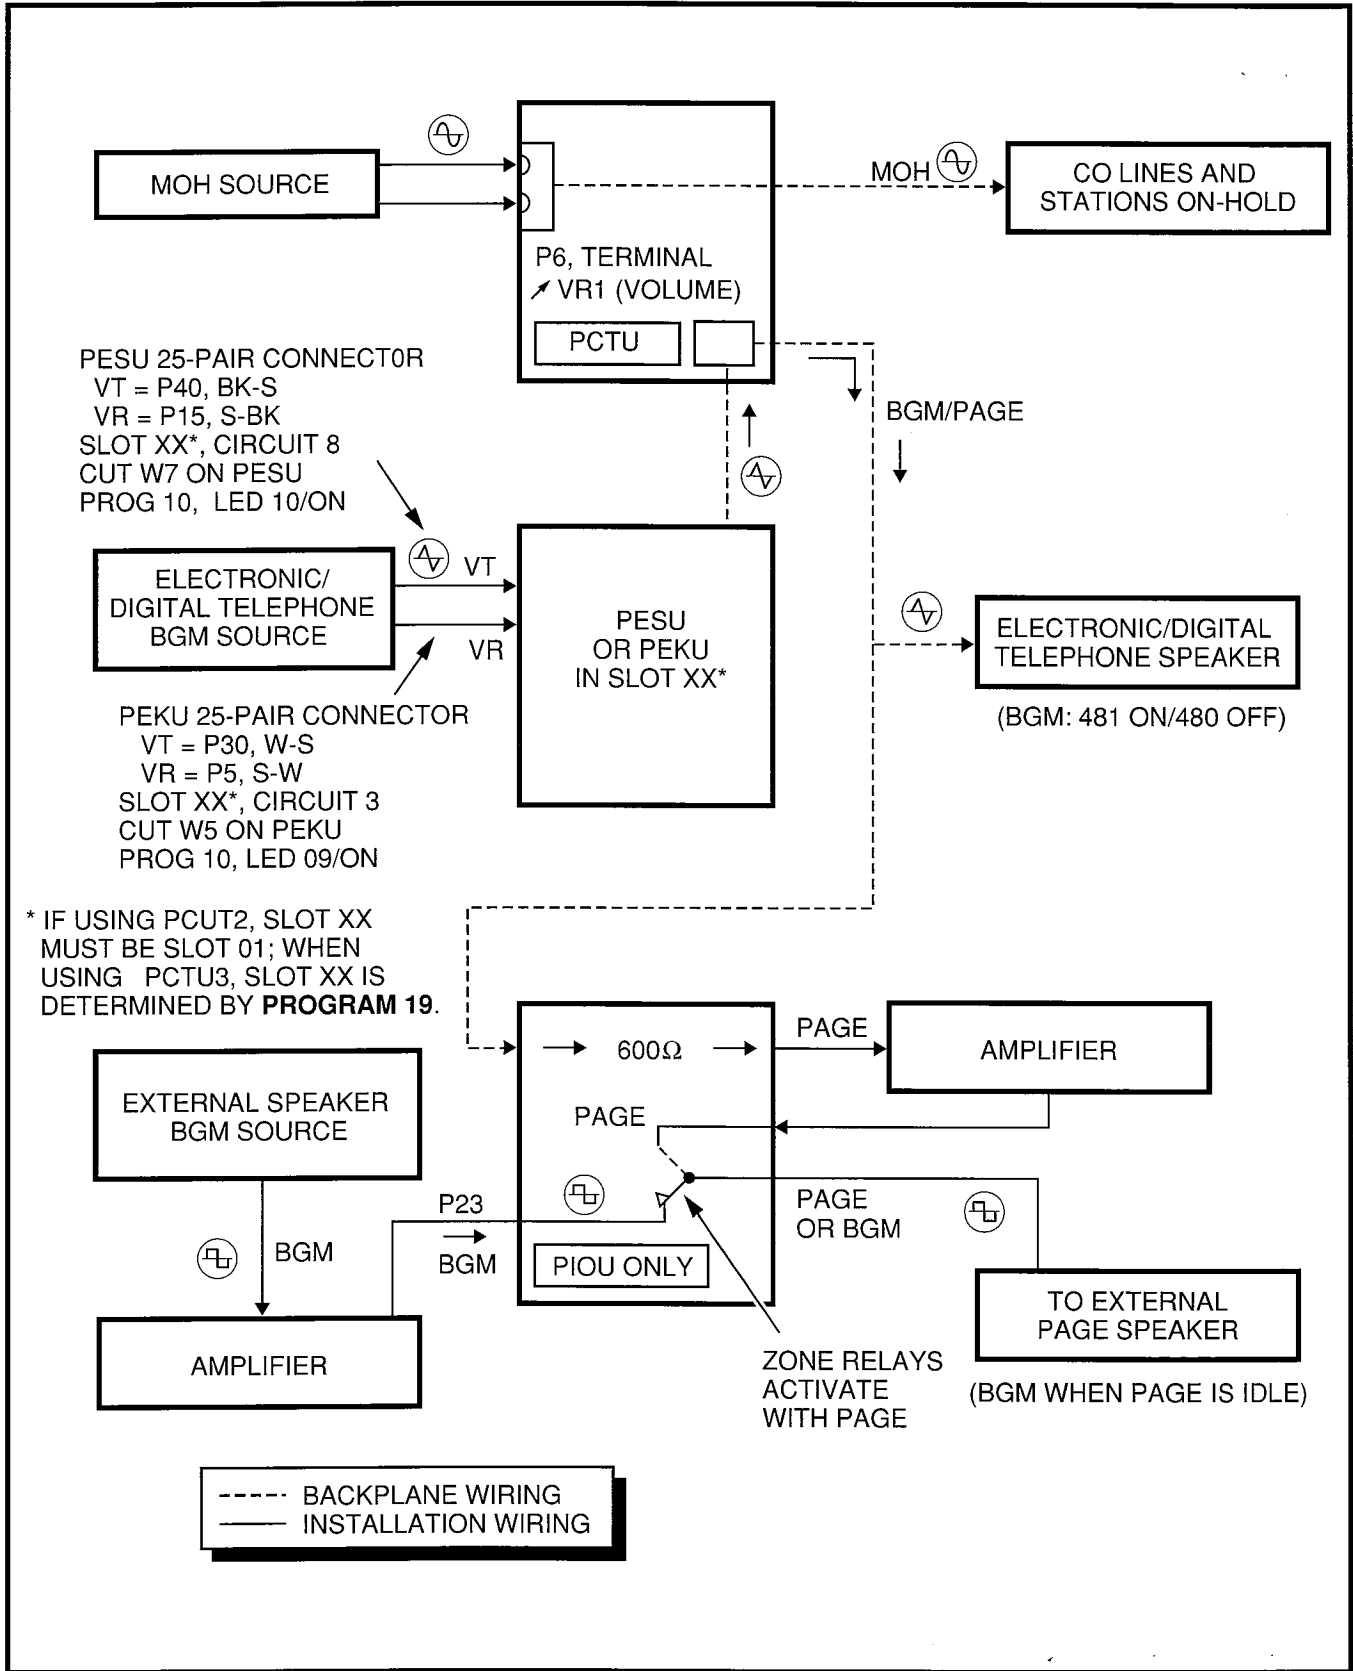 MOH SOURCE
MOH
CO LINES AND
STATIONS ON-HOLD
P6, TERMINAL
VR1 (VOLUME)
PCTU
BGM/PAGE
PESU 25-PAIR CONNECTOR
VT = P40, BK-S
VR = P15, S-BK
SLOT XX*, CIRCUIT 8
CUT W7 ON PESU
PROG 10, LED 10/ON
ELECTRONIC/
DIGITAL TELEPHONE
BGM SOURCE
VT
VR
PESU
OR PEKU
IN SLOT XX*
ELECTRONIC/DIGITAL
TELEPHONE SPEAKER
(BGM: 481 ON/480 OFF)
PEKU 25-PAIR CONNECTOR
VT = P30, W-S
VR = P5, S-W
SLOT XX*, CIRCUIT 3
CUT W5 ON PEKU
PROG 10, LED 09/ON
* IF USING PCUT2, SLOT XX
MUST BE SLOT 01; WHEN
USING PCTU3, SLOT XX IS
DETERMINED BY PROGRAM 19.
600Ω
PAGE
AMPLIFIER
EXTERNAL SPEAKER
BGM SOURCE
PAGE
P23
BGM
BGM
PAGE
OR BGM
PIOU ONLY
AMPLIFIER
TO EXTERNAL
PAGE SPEAKER
(BGM WHEN PAGE IS IDLE)
ZONE RELAYS
ACTIVATE
WITH PAGE
BACKPLANE WIRING
INSTALLATION WIRING